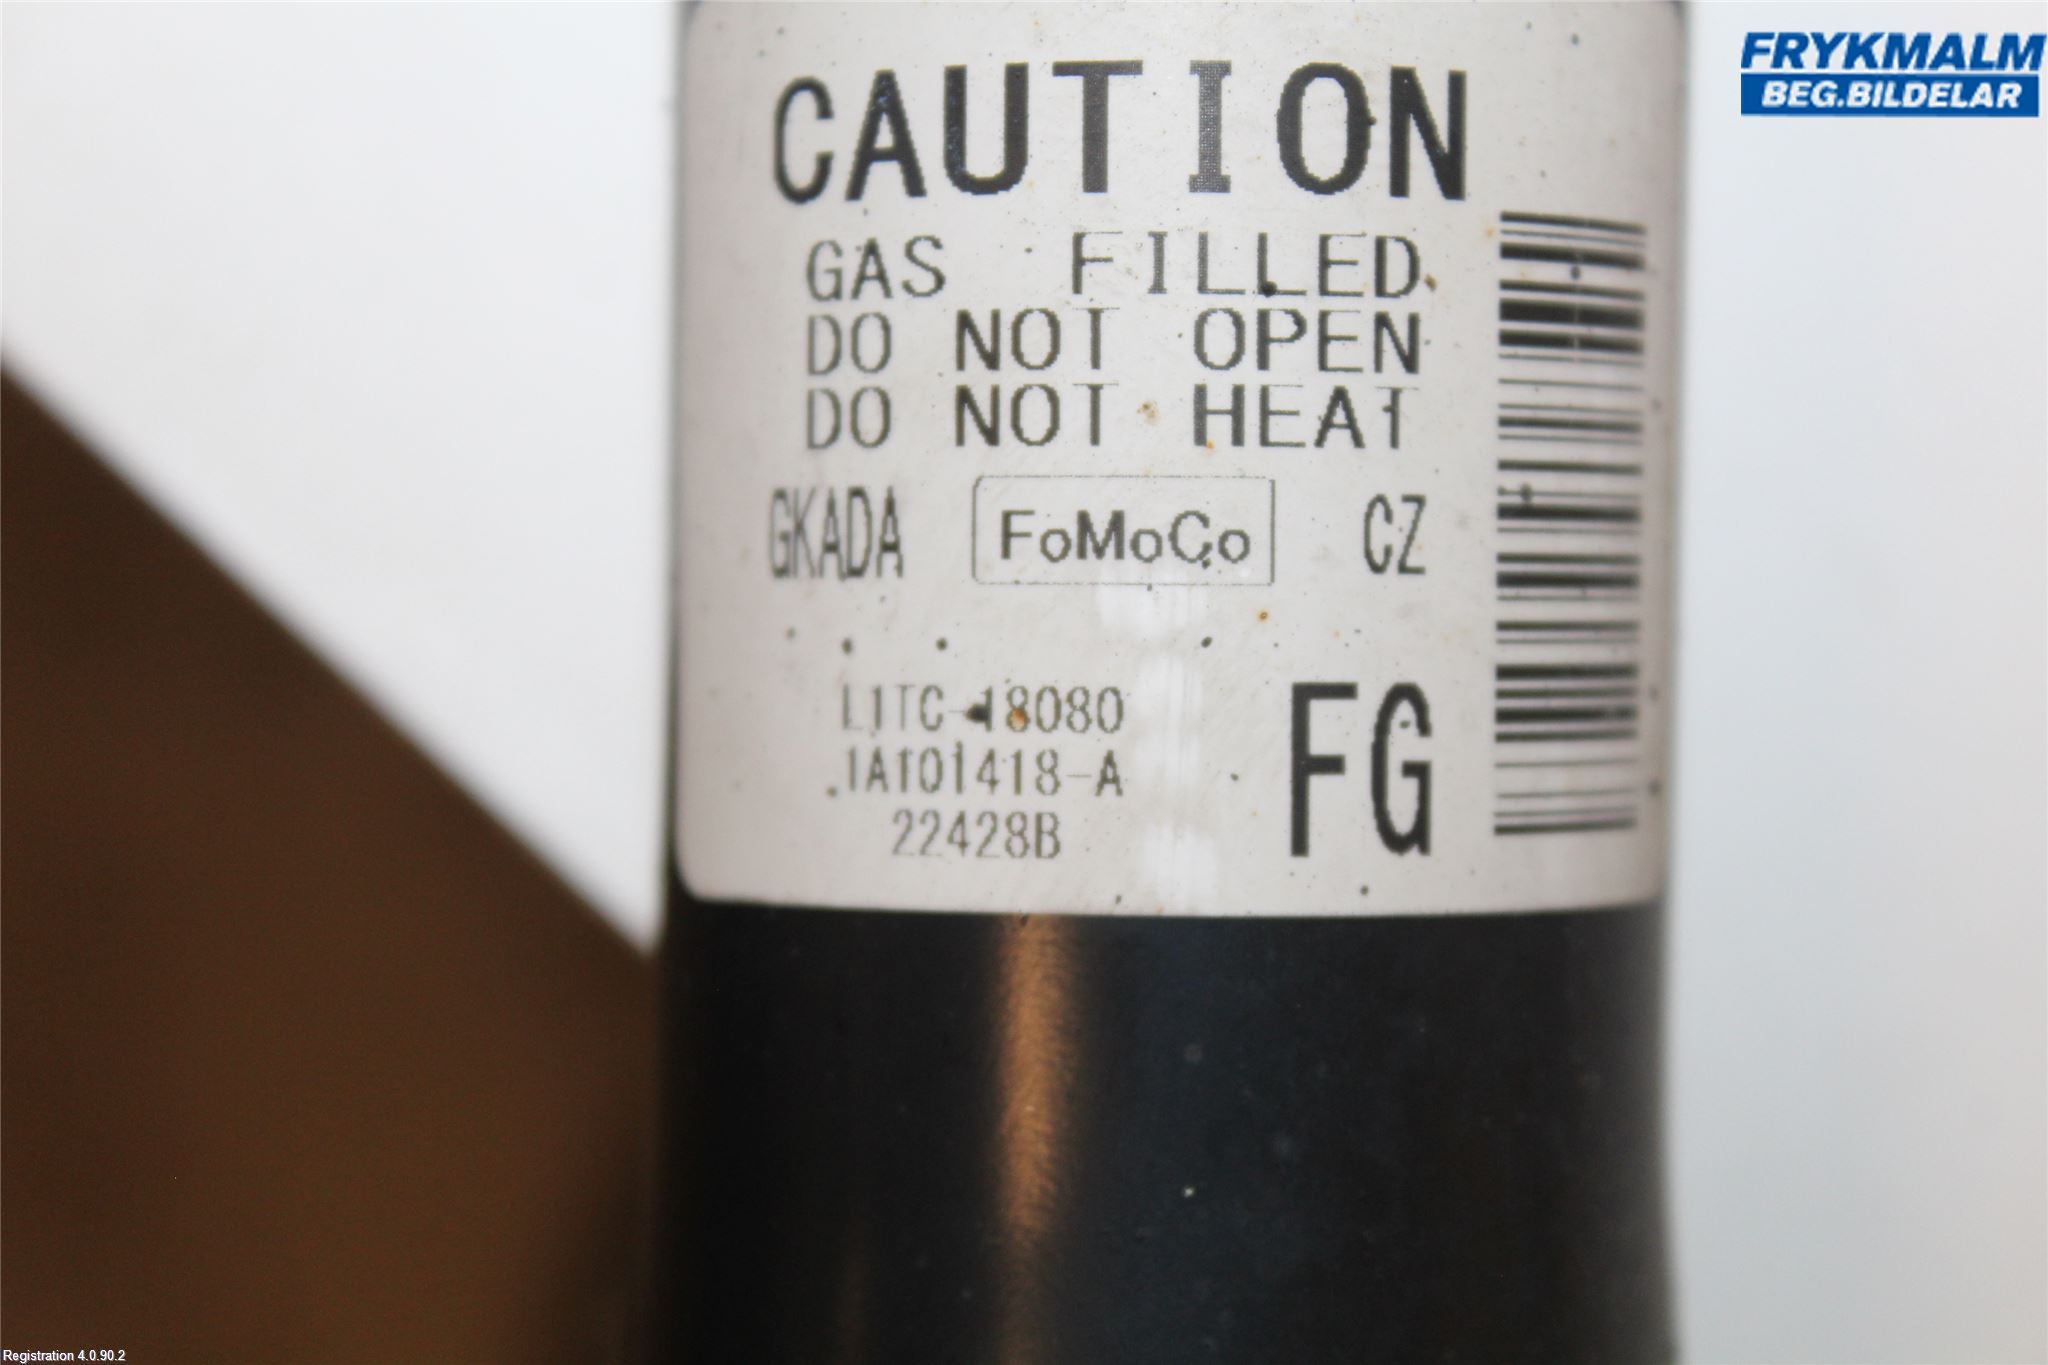 FRYKMALM
BEG.BILDELAR
CAUTION
GAS FILLED
DO NOT OPEN
DO NOT HEAT
GKADA FoMoCo CZ
L1TC-18080
1A101418-A
22428B
FG
Registration 4.0.90.2